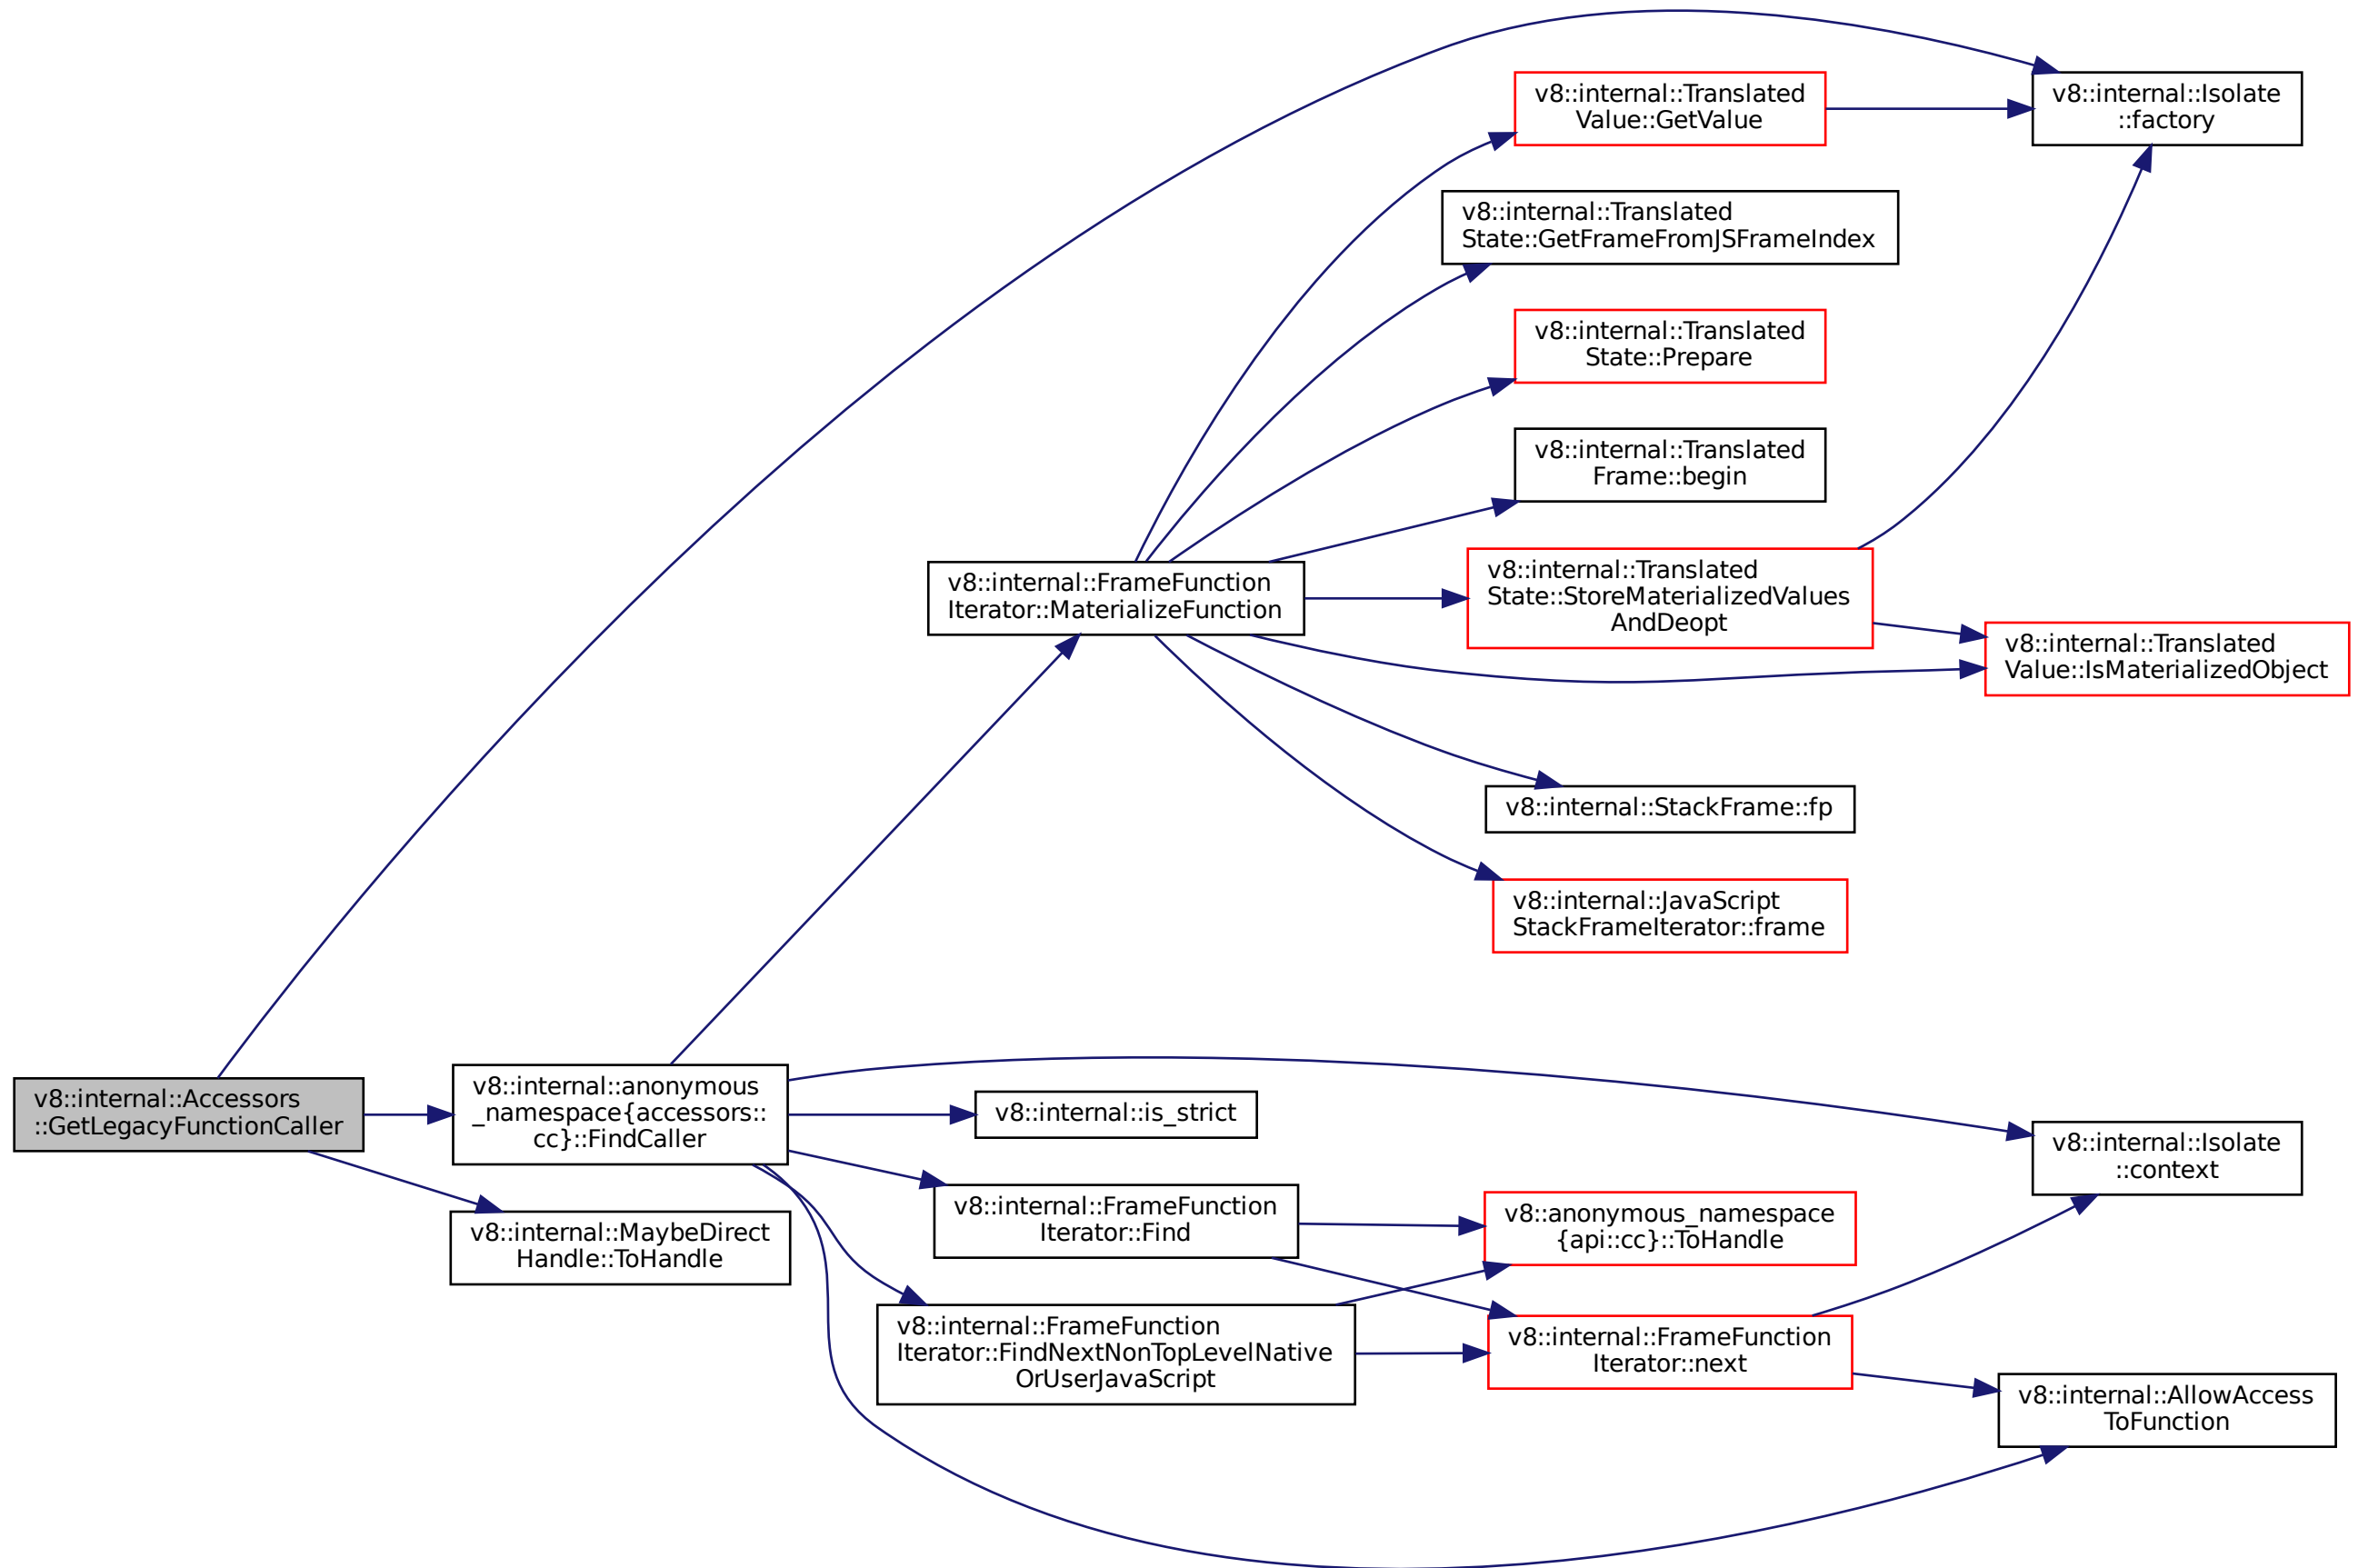 v8::internal::Translated
Value::GetValue
v8::internal::Isolate
::factory
v8::internal::Translated
State::GetFrameFromJSFrameIndex
v8::internal::Translated
State::Prepare
v8::internal::Translated
Frame::begin
v8::internal::FrameFunction
Iterator::MaterializeFunction
v8::internal::Translated
State::StoreMaterializedValues
AndDeopt
v8::internal::Translated
Value::IsMaterializedObject
v8::internal::StackFrame::fp
v8::internal::JavaScript
StackFrameIterator::frame
v8::internal::Accessors
::GetLegacyFunctionCaller
v8::internal::anonymous
_namespace{accessors::
cc}::FindCaller
v8::internal::is_strict
v8::internal::Isolate
::context
v8::internal::MaybeDirect
Handle::ToHandle
v8::internal::FrameFunction
Iterator::Find
v8::anonymous_namespace
{api::cc}::ToHandle
v8::internal::FrameFunction
Iterator::FindNextNonTopLevelNative
OrUserJavaScript
v8::internal::FrameFunction
Iterator::next
v8::internal::AllowAccess
ToFunction